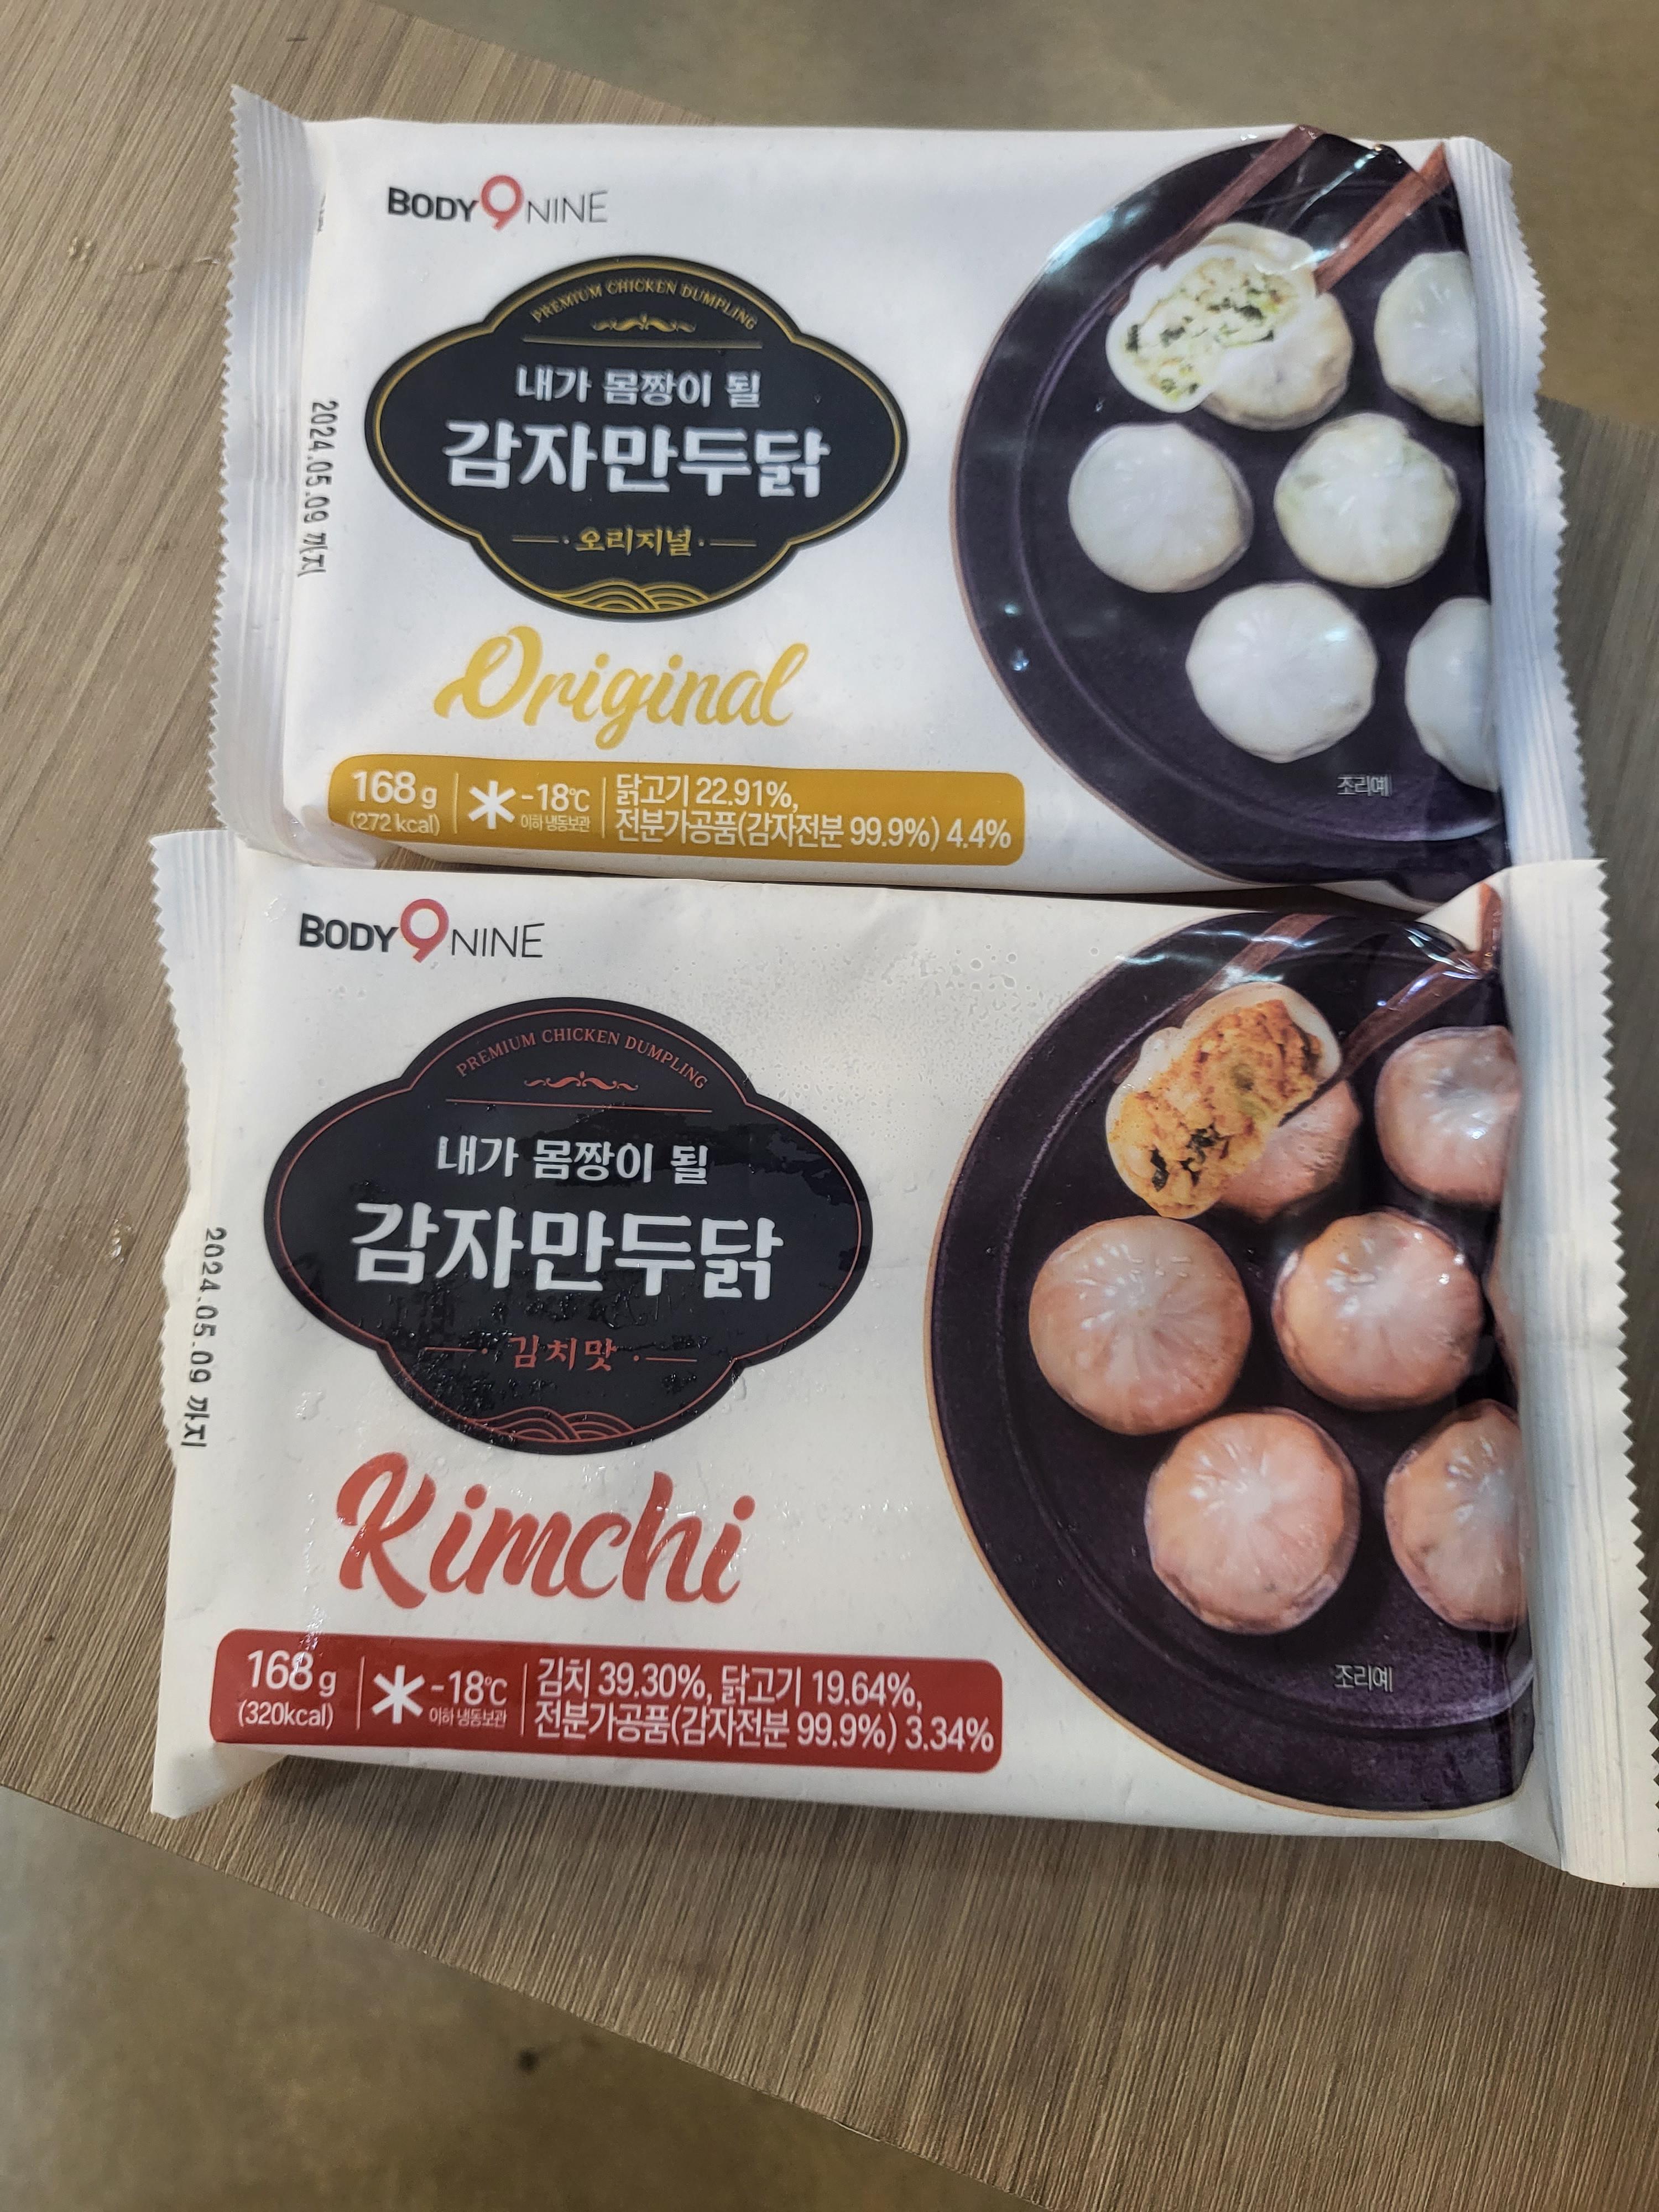 BODY9NINE
PREMIUM CHICKEN DUMPLING
내가 몸짱이 될
감자만두닭
오리지널
Original
168g
(272 kcal)
-18℃
이하 냉동보관
닭고기 22.91%,
전분가공품(감자전분 99.9%) 4.4%
조리예
2024.05.09 까지
BODY9NINE
PREMIUM CHICKEN DUMPLING
내가 몸짱이 될
감자만두닭
김치맛
Kimchi
168g
(320kcal)
-18℃
이하 냉동보관
김치 39.30%, 닭고기 19.64%,
전분가공품(감자전분 99.9%) 3.34%
조리예
2024.05.09 까지